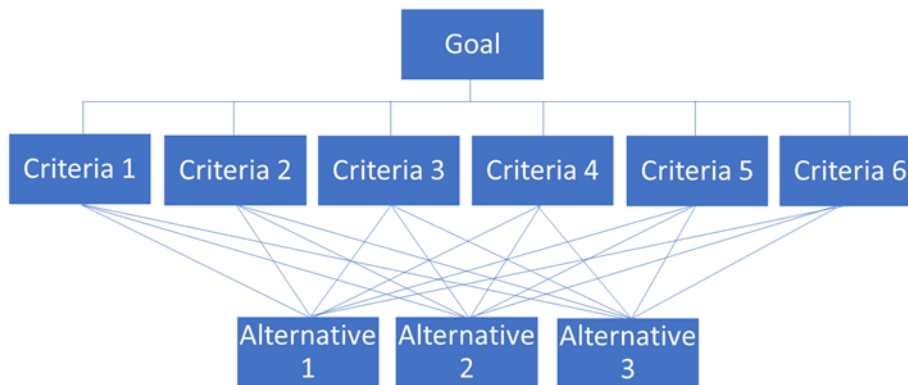 Goal
Criteria 1
Criteria 2
Criteria 3
Criteria 4
Criteria 5
Criteria 6
Alternative
1
Alternative
2
Alternative
3